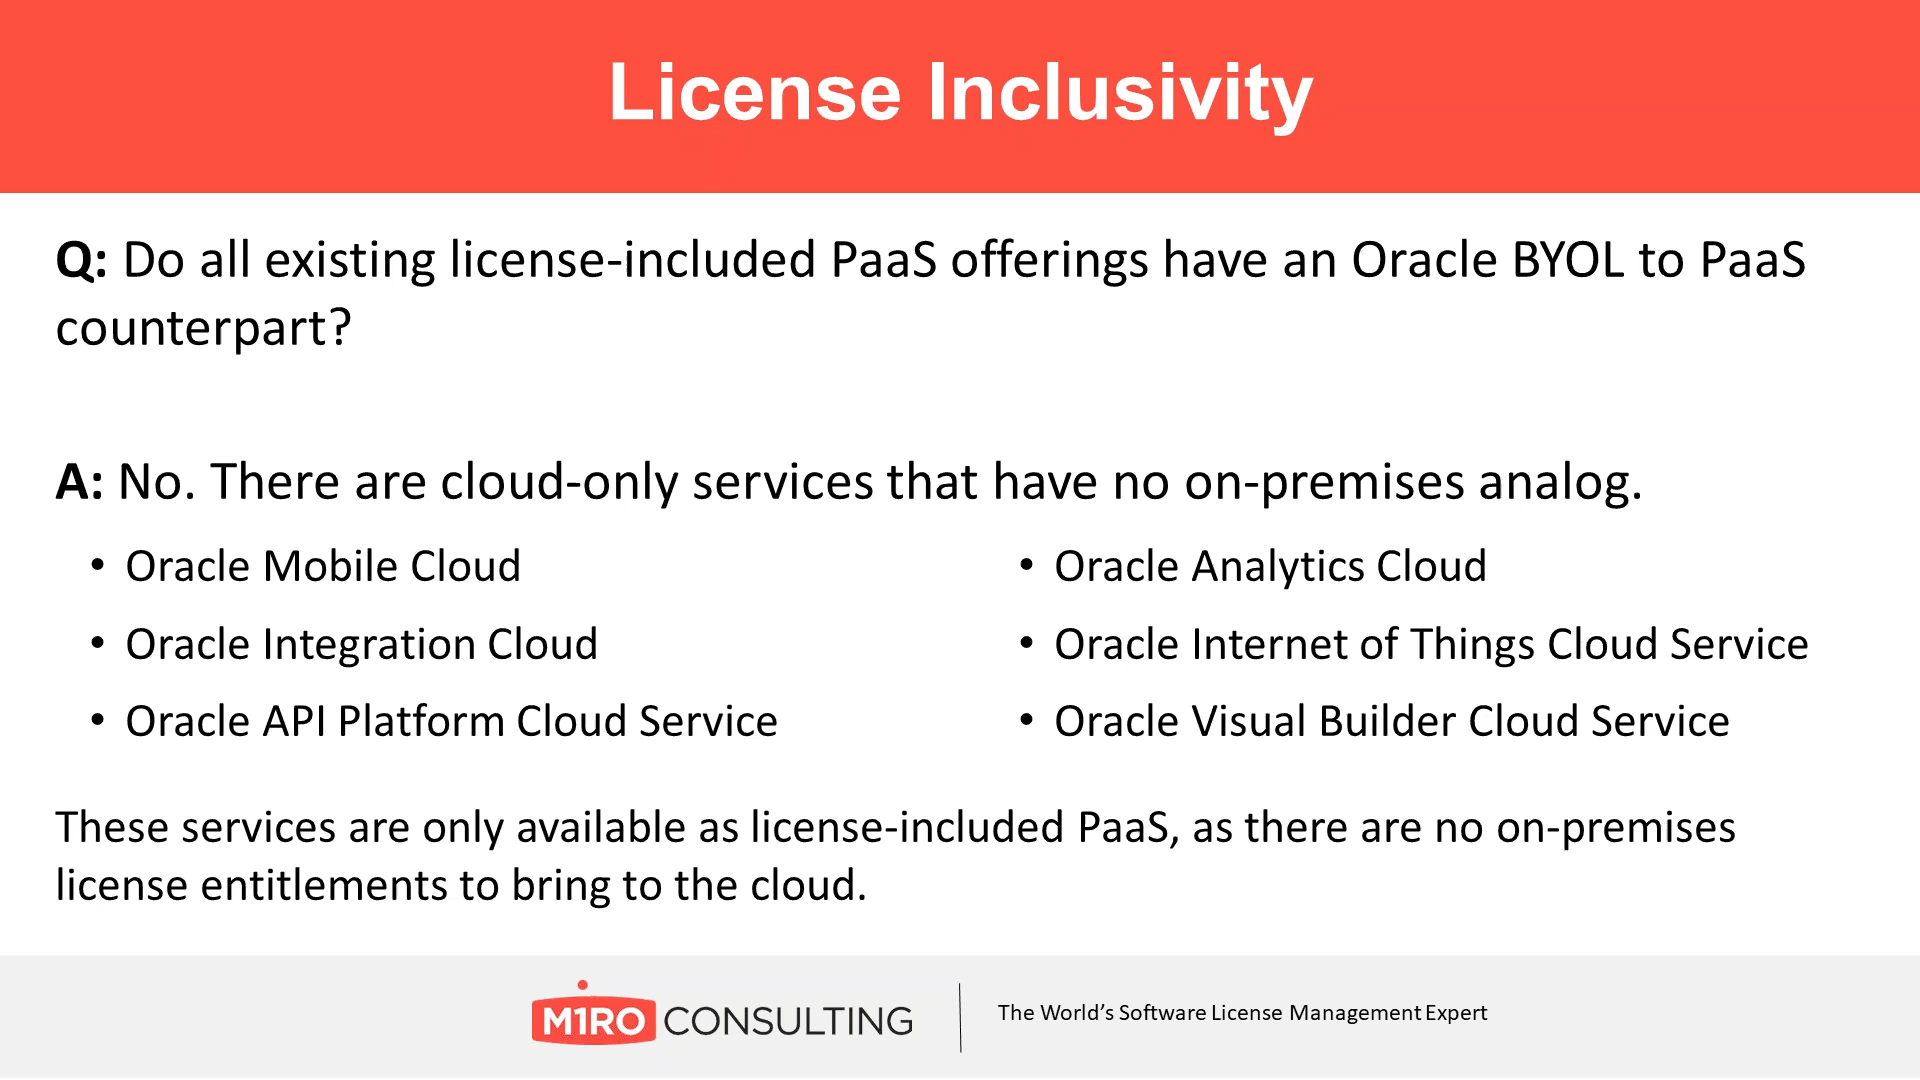 License Inclusivity
Q: Do all existing license-included PaaS offerings have an Oracle BYOL to PaaS
counterpart?
A: No. There are cloud-only services that have no on-premises analog.
• Oracle Mobile Cloud
• Oracle Integration Cloud
• Oracle API Platform Cloud Service
• Oracle Analytics Cloud
• Oracle Internet of Things Cloud Service
• Oracle Visual Builder Cloud Service
These services are only available as license-included PaaS, as there are no on-premises
license entitlements to bring to the cloud.
M1RO CONSULTING
The World’s Software License Management Expert